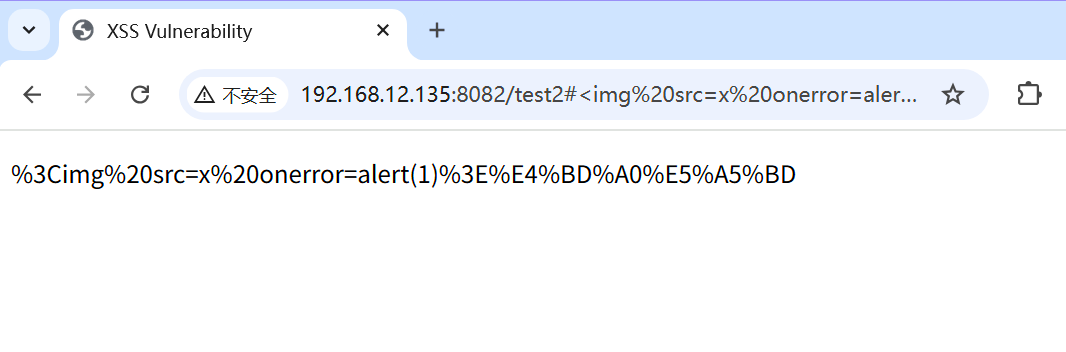 XSS Vulnerability
不安全 192.168.12.135:8082/test2#<img%20src=x%20onerror=aler...
%3Cimg%20src=x%20onerror=alert(1)%3E%E4%BD%A0%E5%A5%BD